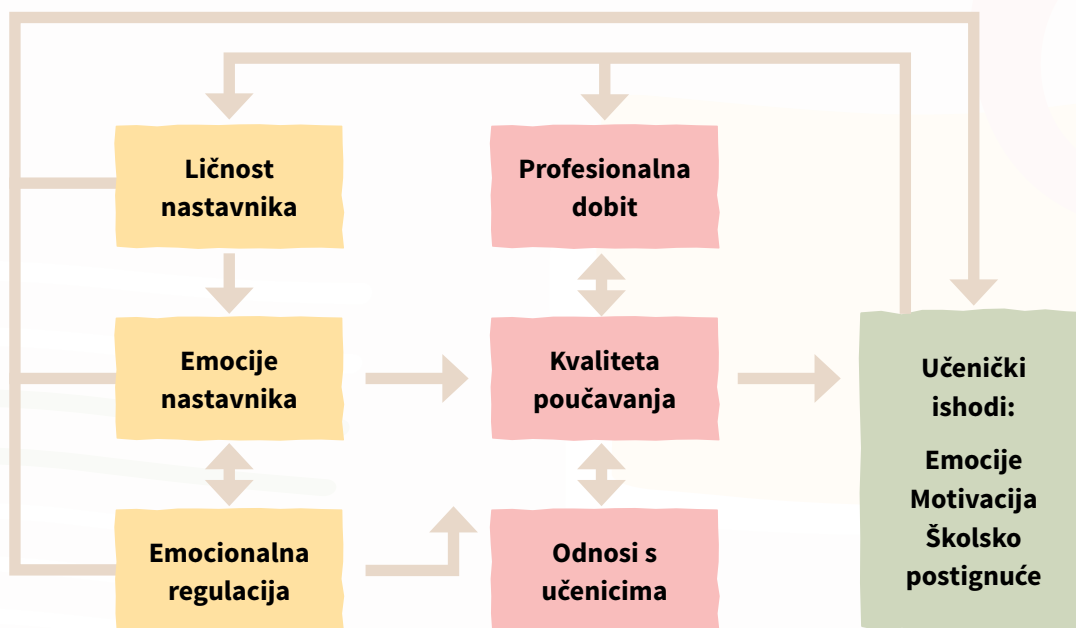 Ličnost
nastavnika
Profesionalna
dobit
Emocije
nastavnika
Kvaliteta
poučavanja
Učenički
ishodi:
Emocije
Motivacija
Školsko
postignuće
Emocionalna
regulacija
Odnosi s
učenicima